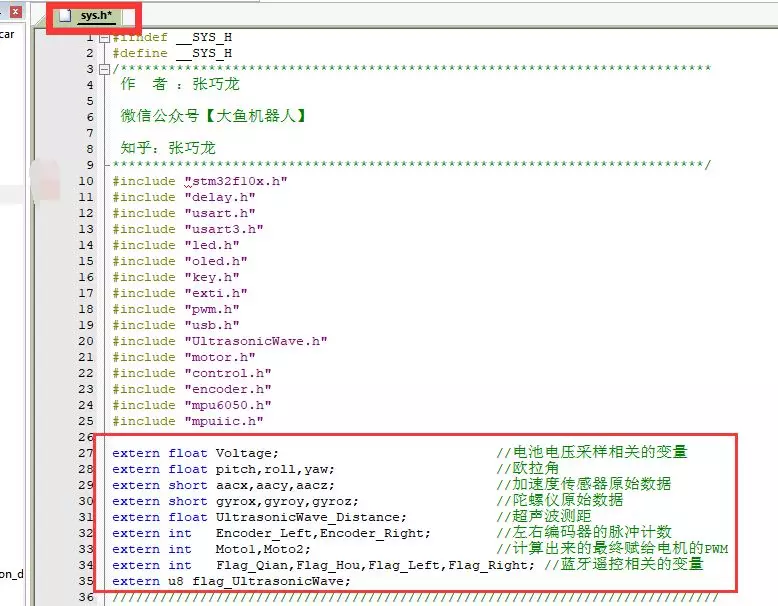 sys.h*
car
1 #ifndef __SYS_H
2 #define __SYS_H
3 /**************************************************************************
4 作　者：张巧龙
5
6 微信公众号【大鱼机器人】
7
8 知乎：张巧龙
9 **************************************************************************/
10 #include "stm32f10x.h"
11 #include "delay.h"
12 #include "usart.h"
13 #include "usart3.h"
14 #include "led.h"
15 #include "oled.h"
16 #include "key.h"
17 #include "exti.h"
18 #include "pwm.h"
19 #include "usb.h"
20 #include "UltrasonicWave.h"
21 #include "motor.h"
22 #include "control.h"
23 #include "encoder.h"
24 #include "mpu6050.h"
25 #include "mpuiic.h"
26
27 extern float Voltage; //电池电压采样相关的变量
28 extern float pitch,roll,yaw; //欧拉角
29 extern short aacx,aacy,aacz; //加速度传感器原始数据
30 extern short gyrox,gyroy,gyroz; //陀螺仪原始数据
31 extern float UltrasonicWave_Distance; //超声波测距
32 extern int Encoder_Left,Encoder_Right; //左右编码器的脉冲计数
33 extern int Moto1,Moto2; //计算出来的最终赋给电机的PWM
34 extern int Flag_Qian,Flag_Hou,Flag_Left,Flag_Right; //蓝牙遥控相关的变量
35 extern u8 flag_UltrasonicWave;
36 ////////////////////////////////////////////////////////////////////////////
on_d